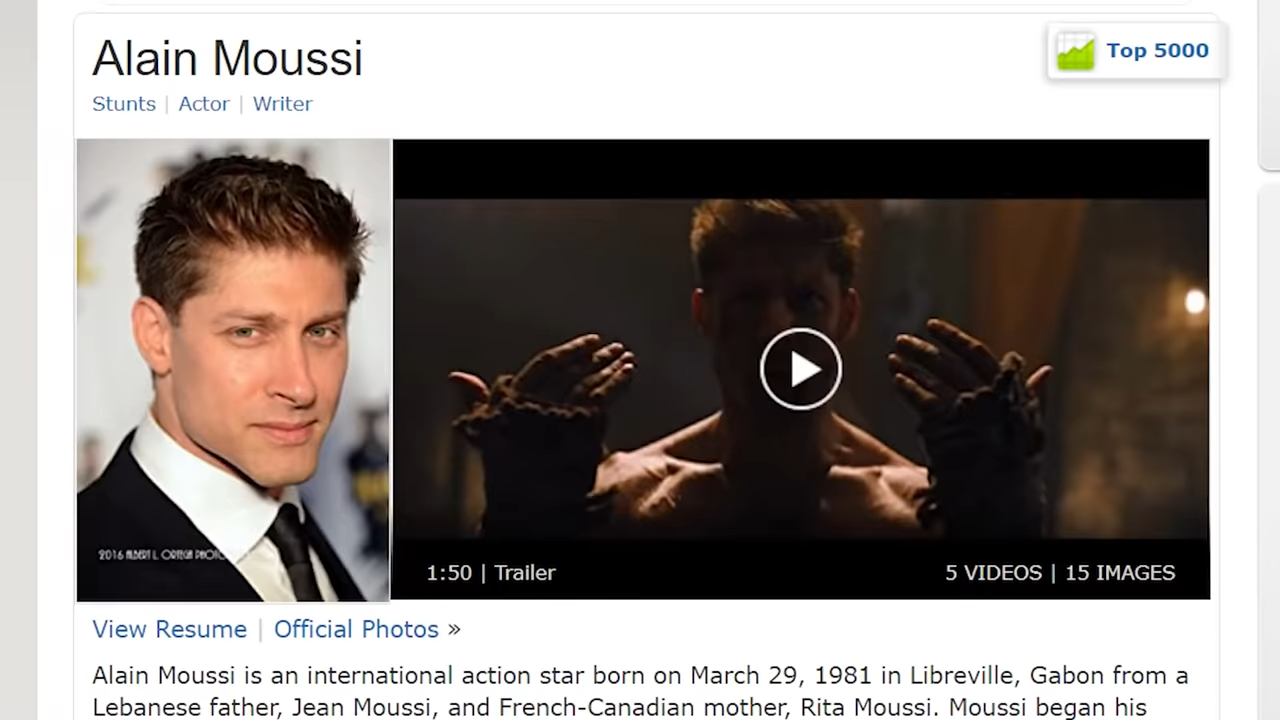 Alain Moussi
Top 5000
Stunts | Actor | Writer
2016 ALBERT L. ORTEGA
1:50 | Trailer
5 VIDEOS | 15 IMAGES
View Resume | Official Photos »
Alain Moussi is an international action star born on March 29, 1981 in Libreville, Gabon from a
Lebanese father, Jean Moussi, and French-Canadian mother, Rita Moussi. Moussi began his